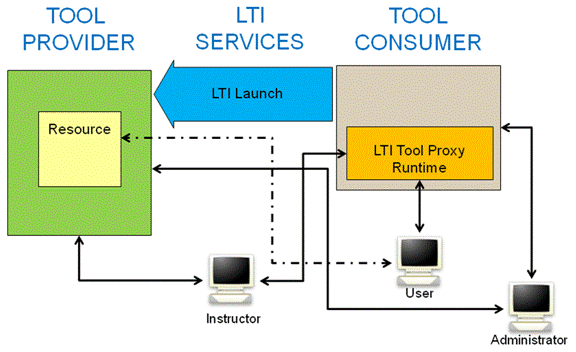 TOOL
PROVIDER
LTI
SERVICES
TOOL
CONSUMER
LTI Launch
Resource
LTI Tool Proxy
Runtime
User
Instructor
Administrator